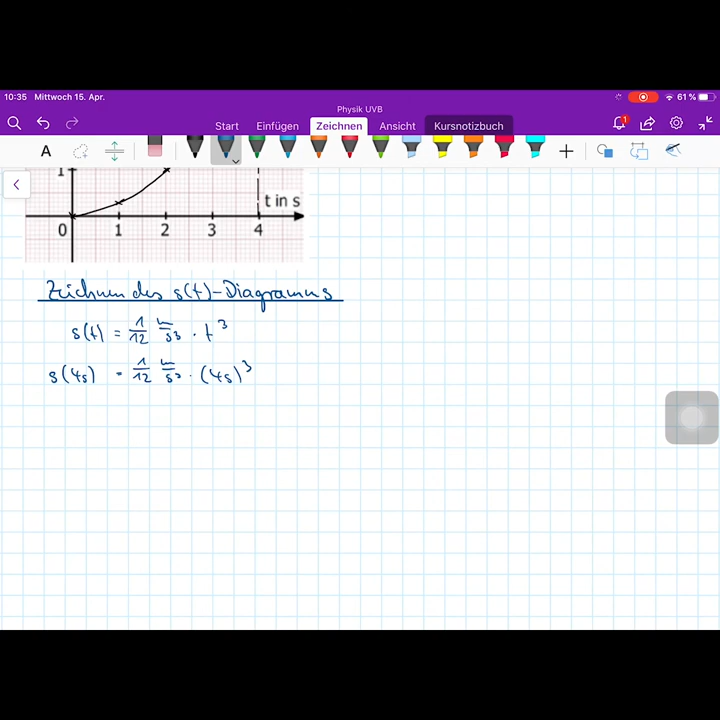 10:35 Mittwoch 15. Apr. 61 %
Physik UVB
Start Einfügen Zeichnen Ansicht Kursnotizbuch 1
A
1
t in s
0 1 2 3 4
Zeichnen des s(t)-Diagramms
s(t) = 1/12 m/s³ · t³
s(4s) = 1/12 m/s³ · (4s)³